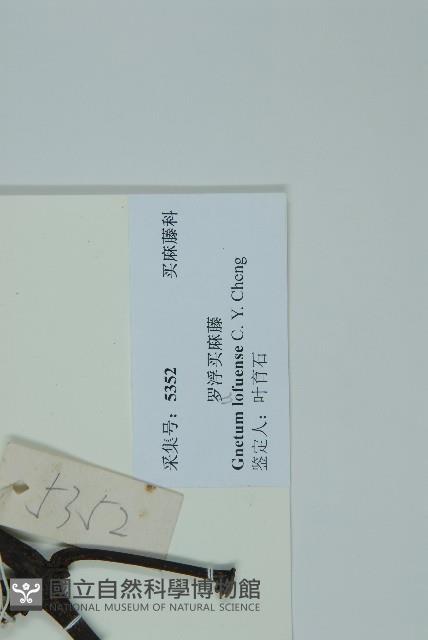 采集号：5352 买麻藤科
罗浮买麻藤
Gnetum lofuense C. Y. Cheng
鉴定人：叶育石
5352
國立自然科學博物館
NATIONAL MUSEUM OF NATURAL SCIENCE